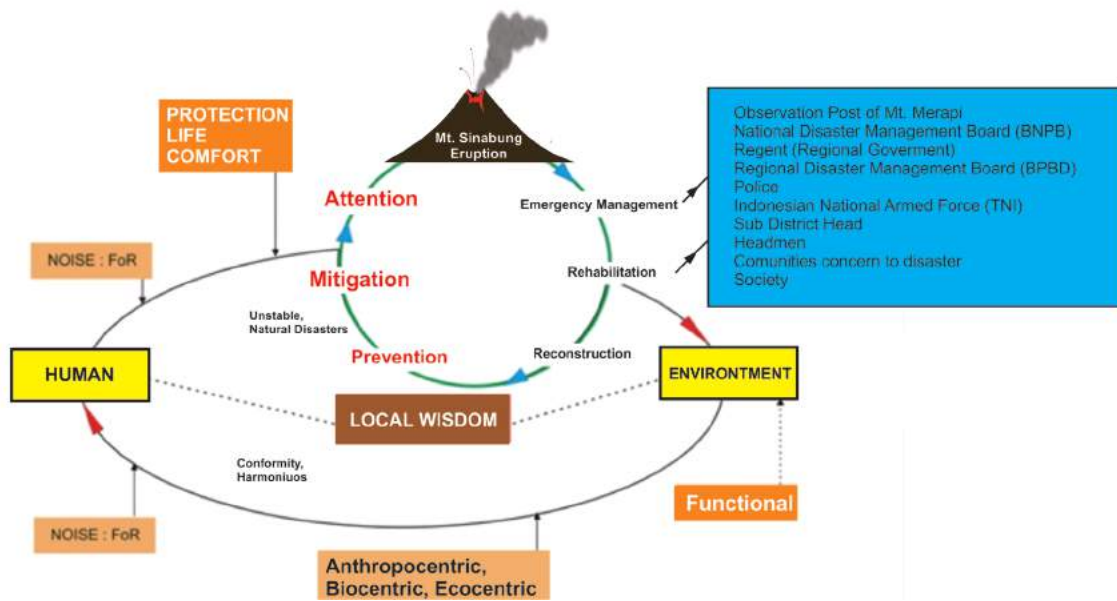 Mt. Sinabung
Eruption
PROTECTION
LIFE
COMFORT
Observation Post of Mt. Merapi
National Disaster Management Board (BNPB)
Regent (Regional Goverment)
Regional Disaster Management Board (BPBD)
Police
Indonesian National Armed Force (TNI)
Sub District Head
Headmen
Comunities concern to disaster
Society
Attention
Emergency Management
NOISE : FoR
Mitigation
Rehabilitation
Unstable,
Natural Disasters
Prevention
Reconstruction
HUMAN
ENVIRONTMENT
LOCAL WISDOM
Conformity,
Harmoniuos
Functional
NOISE : FoR
Anthropocentric,
Biocentric, Ecocentric